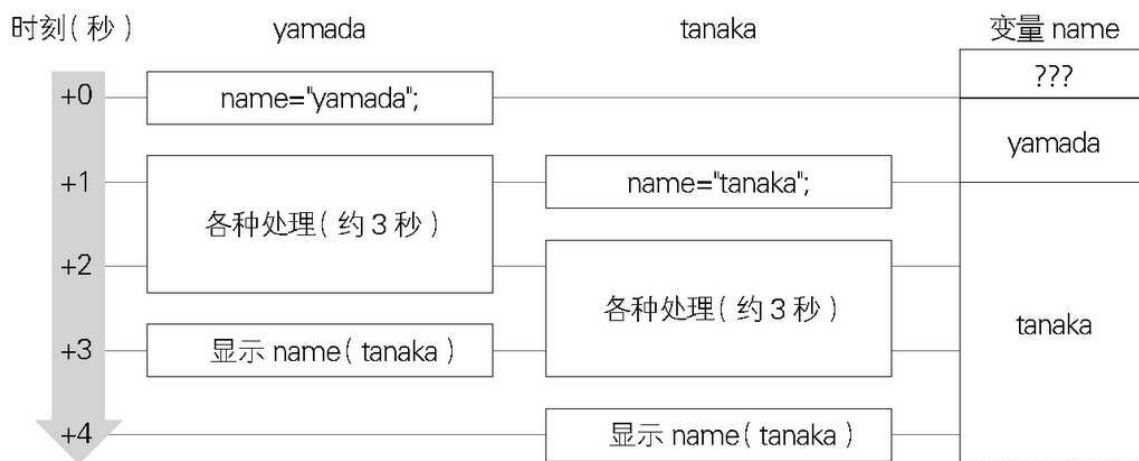 时刻(秒) yamada tanaka 变量 name
???
+0 name="yamada";
yamada
+1 name="tanaka";
各种处理(约3秒)
+2
各种处理(约3秒)
tanaka
+3 显示 name(tanaka)
+4 显示 name(tanaka)